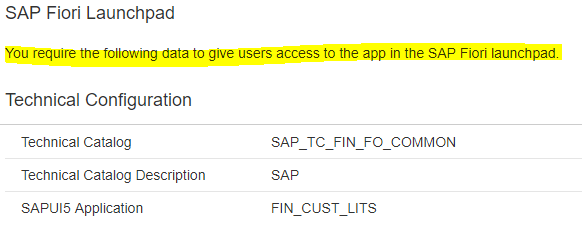 SAP Fiori Launchpad
You require the following data to give users access to the app in the SAP Fiori launchpad.
Technical Configuration
Technical Catalog SAP_TC_FIN_FO_COMMON
Technical Catalog Description SAP
SAPUI5 Application FIN_CUST_LITS